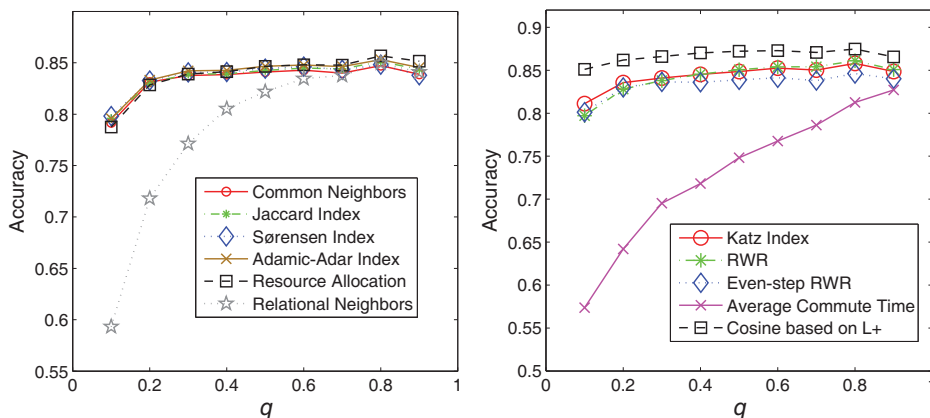 0.85
0.8
0.75
0.7
0.65
0.6
0.55
0
0.2
0.4
0.6
0.8
1
Accuracy
q
Common Neighbors
Jaccard Index
Sørensen Index
Adamic-Adar Index
Resource Allocation
Relational Neighbors
0.9
0.85
0.8
0.75
0.7
0.65
0.6
0.55
0.5
0
0.2
0.4
0.6
0.8
1
Accuracy
q
Katz Index
RWR
Even-step RWR
Average Commute Time
Cosine based on L+